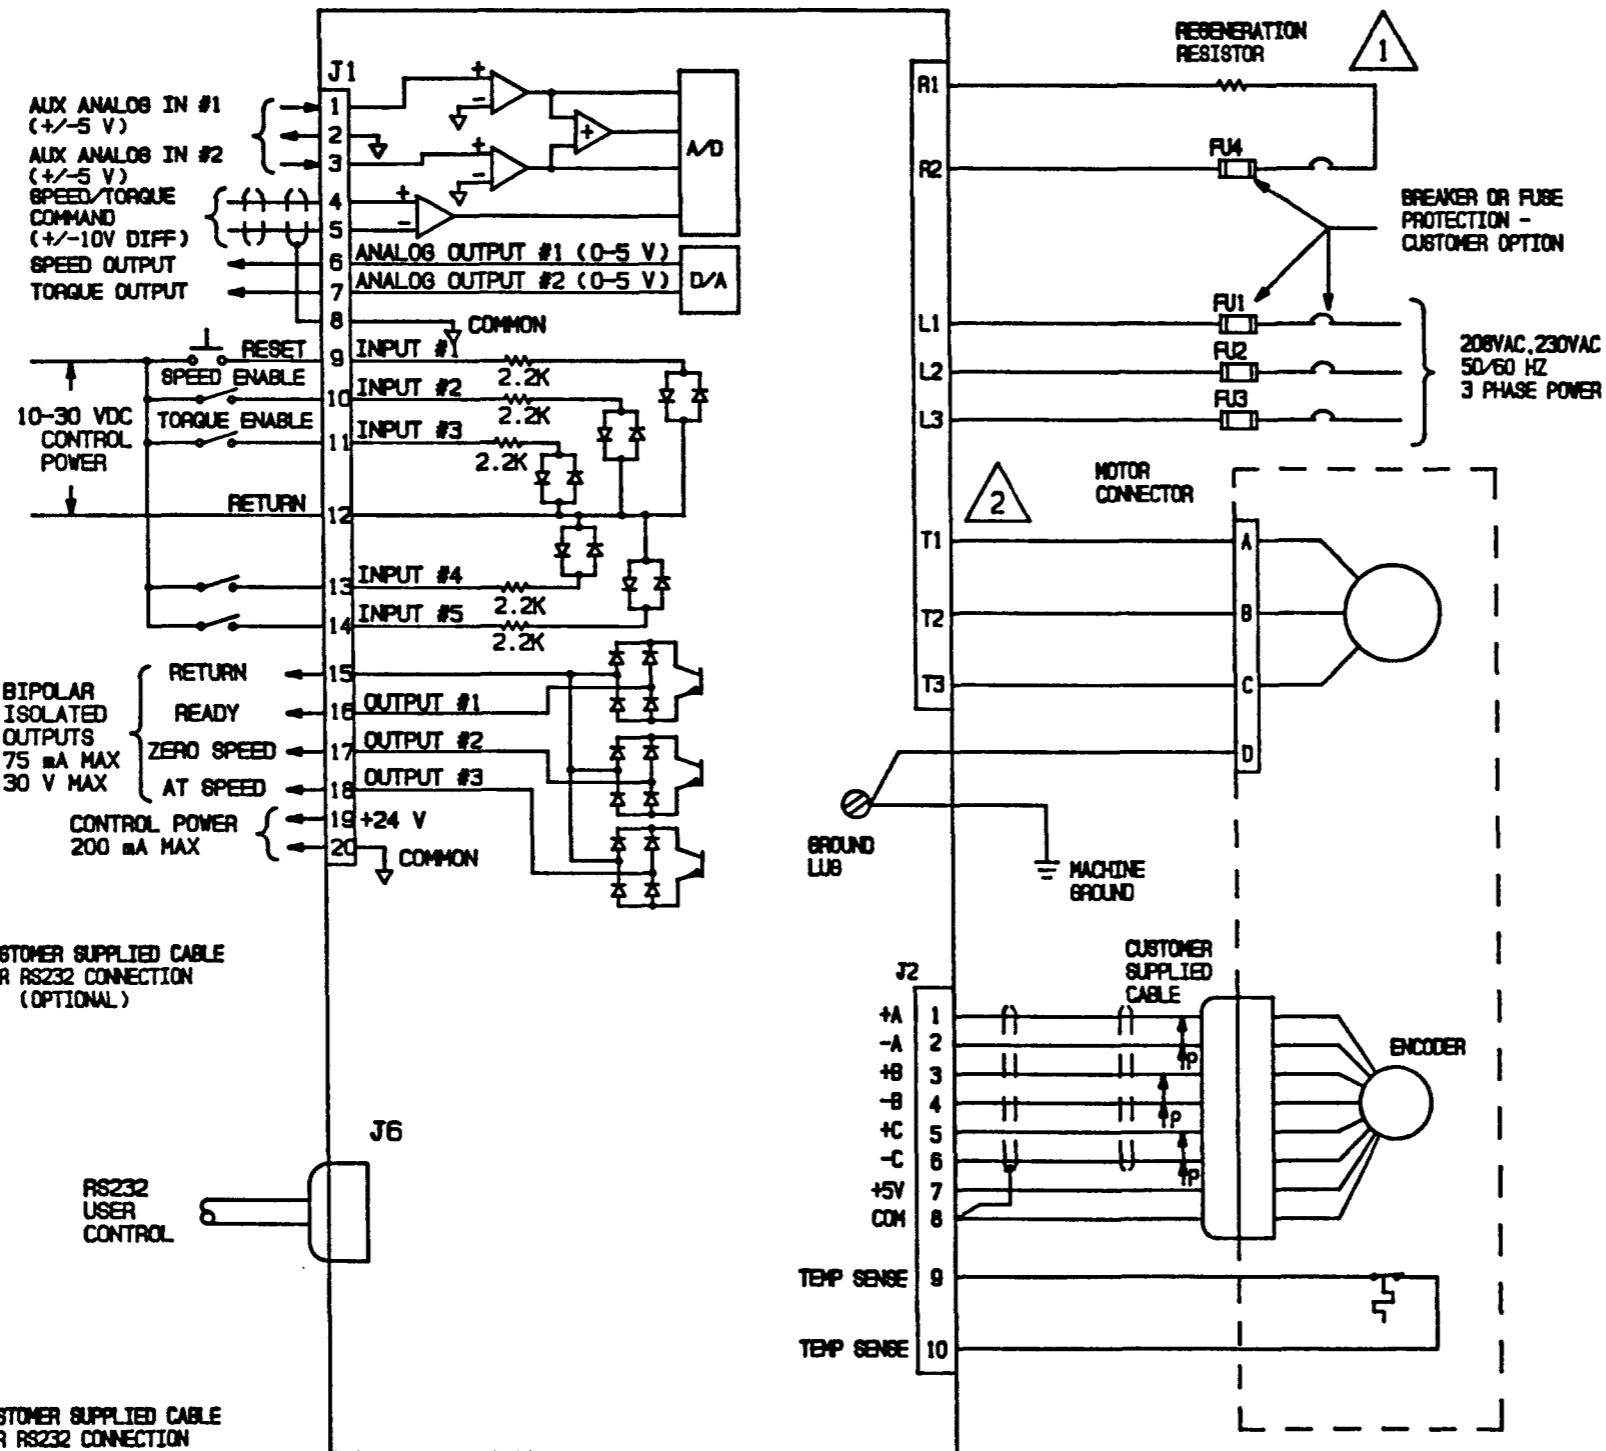 J1
AUX ANALOG IN #1
(+/-5 V)
AUX ANALOG IN #2
(+/-5 V)
SPEED/TORQUE
COMMAND
(+/-10V DIFF)
SPEED OUTPUT
TORQUE OUTPUT
1
2
3
4
5
6
7
8
9
10
11
12
13
14
15
16
17
18
19
20
+
-
+
-
+
+
-
A/D
ANALOG OUTPUT #1 (0-5 V)
ANALOG OUTPUT #2 (0-5 V)
D/A
COMMON
RESET
SPEED ENABLE
TORQUE ENABLE
10-30 VDC
CONTROL
POWER
RETURN
INPUT #1
2.2K
INPUT #2
2.2K
INPUT #3
2.2K
INPUT #4
2.2K
INPUT #5
2.2K
BIPOLAR
ISOLATED
OUTPUTS
75 mA MAX
30 V MAX
RETURN
READY
ZERO SPEED
AT SPEED
OUTPUT #1
OUTPUT #2
OUTPUT #3
CONTROL POWER
200 mA MAX
+24 V
COMMON
STOMER SUPPLIED CABLE
R RS232 CONNECTION
(OPTIONAL)
J6
RS232
USER
CONTROL
STOMER SUPPLIED CABLE
R RS232 CONNECTION
REGENERATION
RESISTOR
1
R1
R2
FU4
BREAKER OR FUSE
PROTECTION -
CUSTOMER OPTION
L1
FU1
L2
FU2
L3
FU3
208VAC,230VAC
50/60 HZ
3 PHASE POWER
2
MOTOR
CONNECTOR
T1
A
T2
B
T3
C
D
GROUND
LUG
MACHINE
GROUND
J2
CUSTOMER
SUPPLIED
CABLE
+A 1
-A 2
+B 3
-B 4
+C 5
-C 6
+5V 7
COM 8
P
P
P
ENCODER
TEMP SENSE 9
TEMP SENSE 10